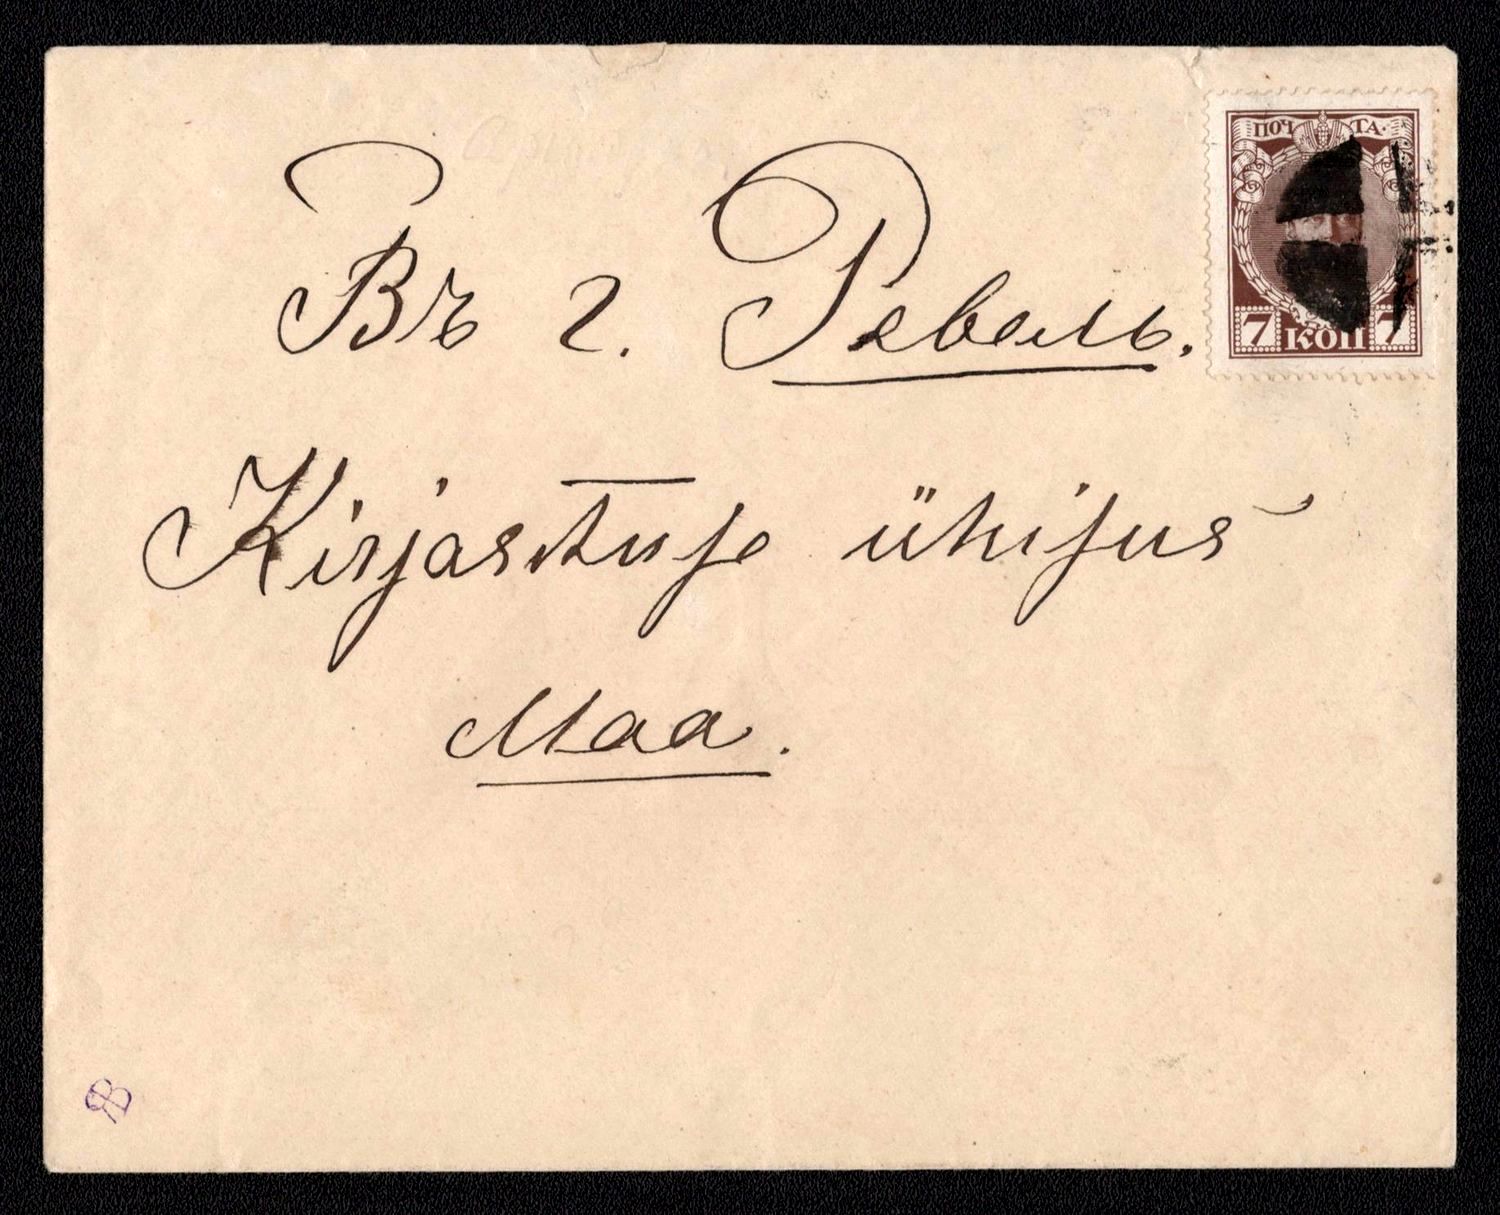 ПОЧТА
7 КОП 7
Въ г. Ревель.
Kirjastuse ühisus
Maa.